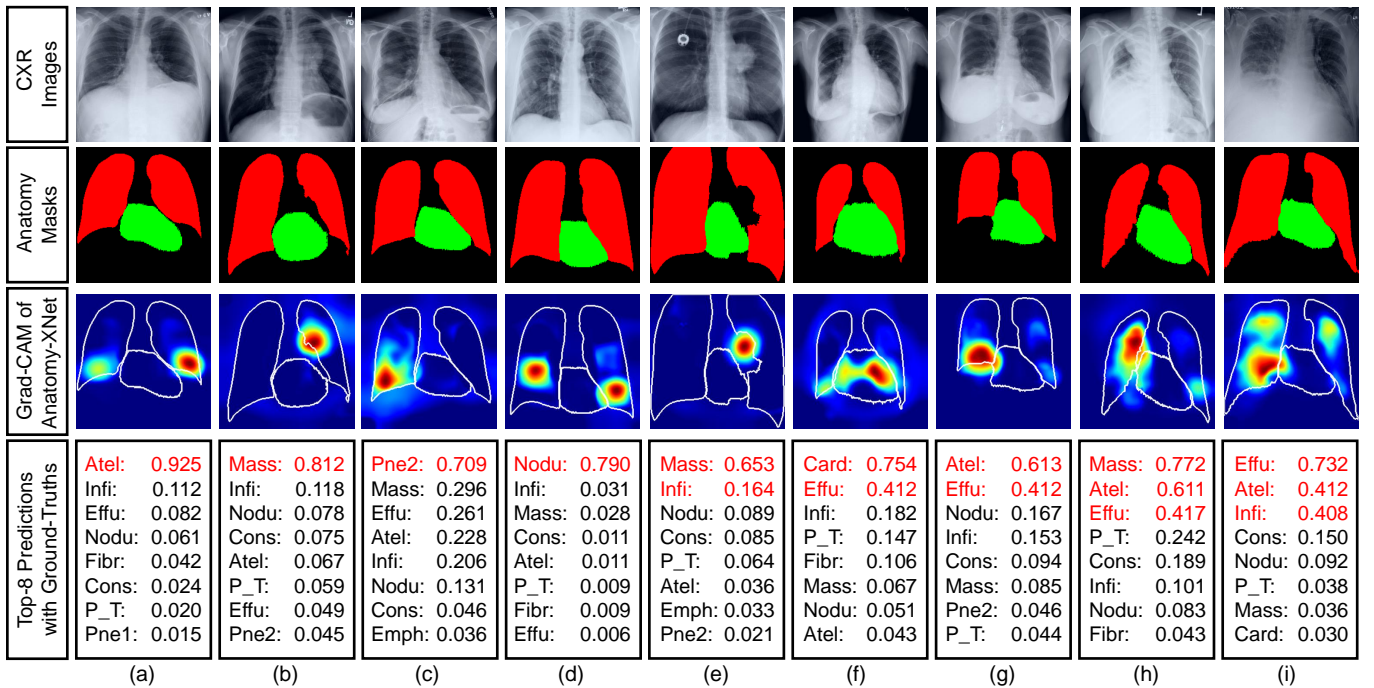 CXR
Images
Anatomy
Masks
Grad-CAM of
Anatomy-XNet
Top-8 Predictions
with Ground-Truths
Atel: 0.925
Infi: 0.112
Effu: 0.082
Nodu: 0.061
Fibr: 0.042
Cons: 0.024
P_T: 0.020
Pne1: 0.015
(a)
Mass: 0.812
Infi: 0.118
Nodu: 0.078
Cons: 0.075
Atel: 0.067
P_T: 0.059
Effu: 0.049
Pne2: 0.045
(b)
Pne2: 0.709
Mass: 0.296
Effu: 0.261
Atel: 0.228
Infi: 0.206
Nodu: 0.131
Cons: 0.046
Emph: 0.036
(c)
Nodu: 0.790
Infi: 0.031
Mass: 0.028
Cons: 0.011
Atel: 0.011
P_T: 0.009
Fibr: 0.009
Effu: 0.006
(d)
Mass: 0.653
Infi: 0.164
Nodu: 0.089
Cons: 0.085
P_T: 0.064
Atel: 0.036
Emph: 0.033
Pne2: 0.021
(e)
Card: 0.754
Effu: 0.412
Infi: 0.182
P_T: 0.147
Fibr: 0.106
Mass: 0.067
Nodu: 0.051
Atel: 0.043
(f)
Atel: 0.613
Effu: 0.412
Nodu: 0.167
Infi: 0.153
Cons: 0.094
Mass: 0.085
Pne2: 0.046
P_T: 0.044
(g)
Mass: 0.772
Atel: 0.611
Effu: 0.417
P_T: 0.242
Cons: 0.189
Infi: 0.101
Nodu: 0.083
Fibr: 0.043
(h)
Effu: 0.732
Atel: 0.412
Infi: 0.408
Cons: 0.150
Nodu: 0.092
P_T: 0.038
Mass: 0.036
Card: 0.030
(i)